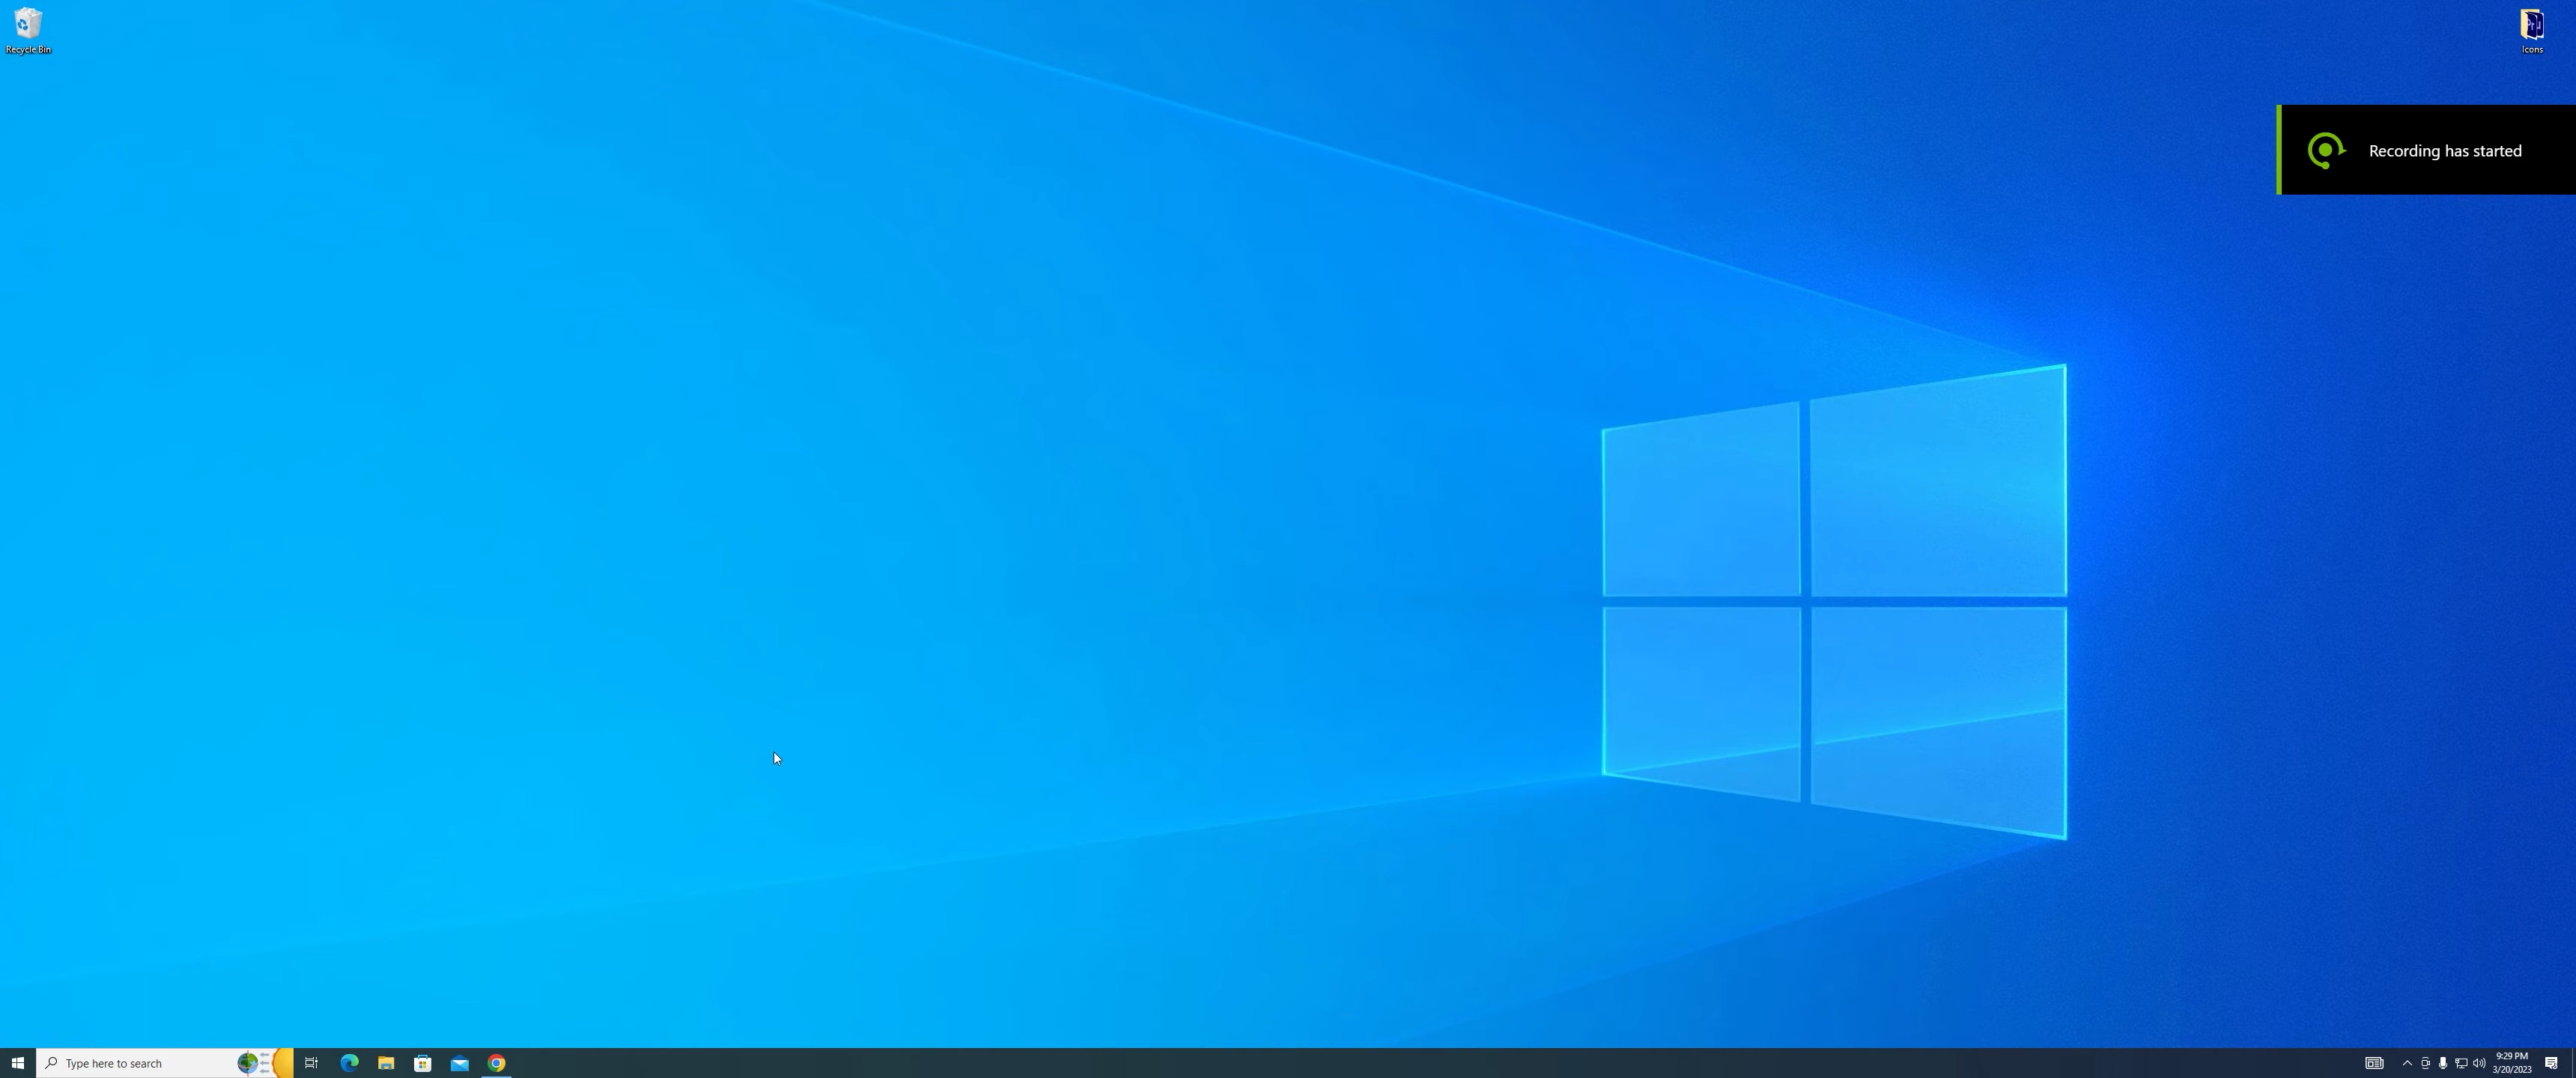 Recycle Bin
Icons
Recording has started
Type here to search
9:29 PM
3/20/2023